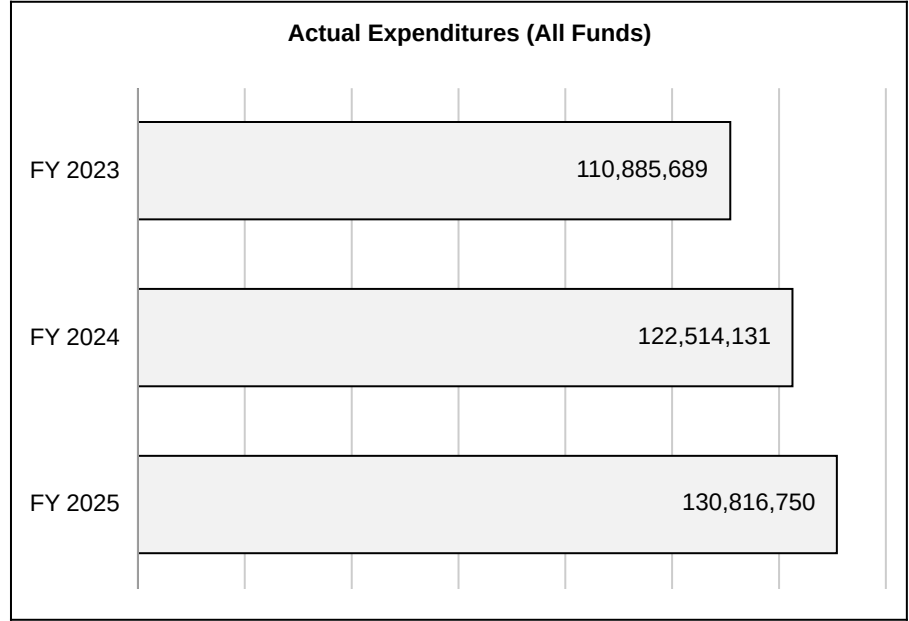 Actual Expenditures (All Funds)
FY 2023
110,885,689
FY 2024
122,514,131
FY 2025
130,816,750